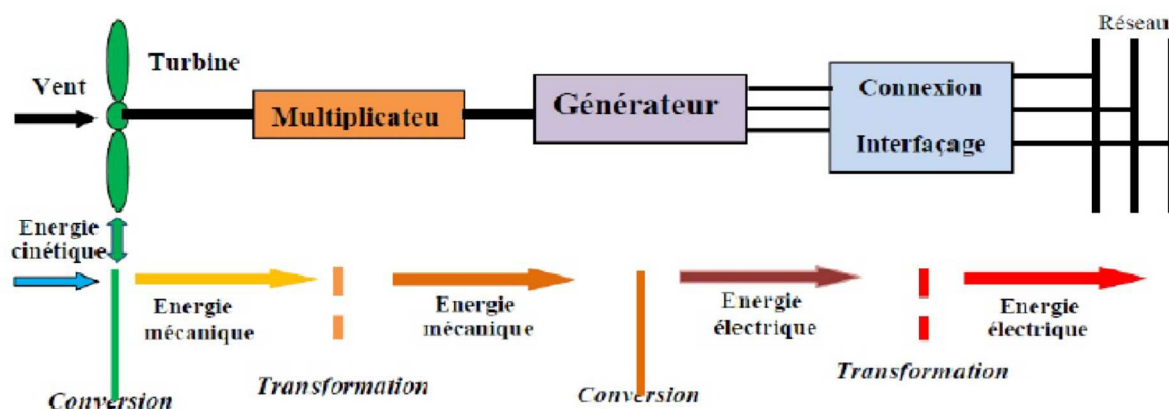 Réseau
Vent
Turbine
Multiplicateu
Générateur
Connexion
Interfaçage
Energie
cinétique
Energie
mécanique
Energie
mécanique
Energie
électrique
Energie
électrique
Conversion
Transformation
Conversion
Transformation